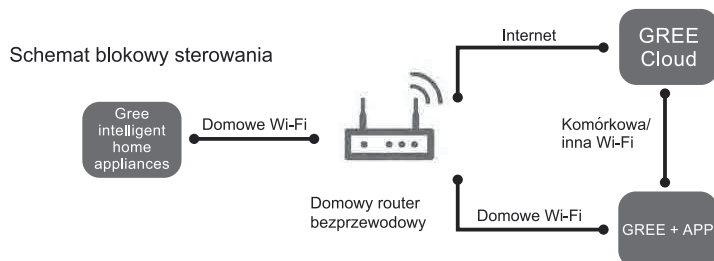 Schemat blokowy sterowania
Gree
intelligent
home
appliances
Domowe Wi-Fi
Domowy router
bezprzewodowy
Internet
GREE
Cloud
Komórkowa/
inna Wi-Fi
Domowe Wi-Fi
GREE + APP